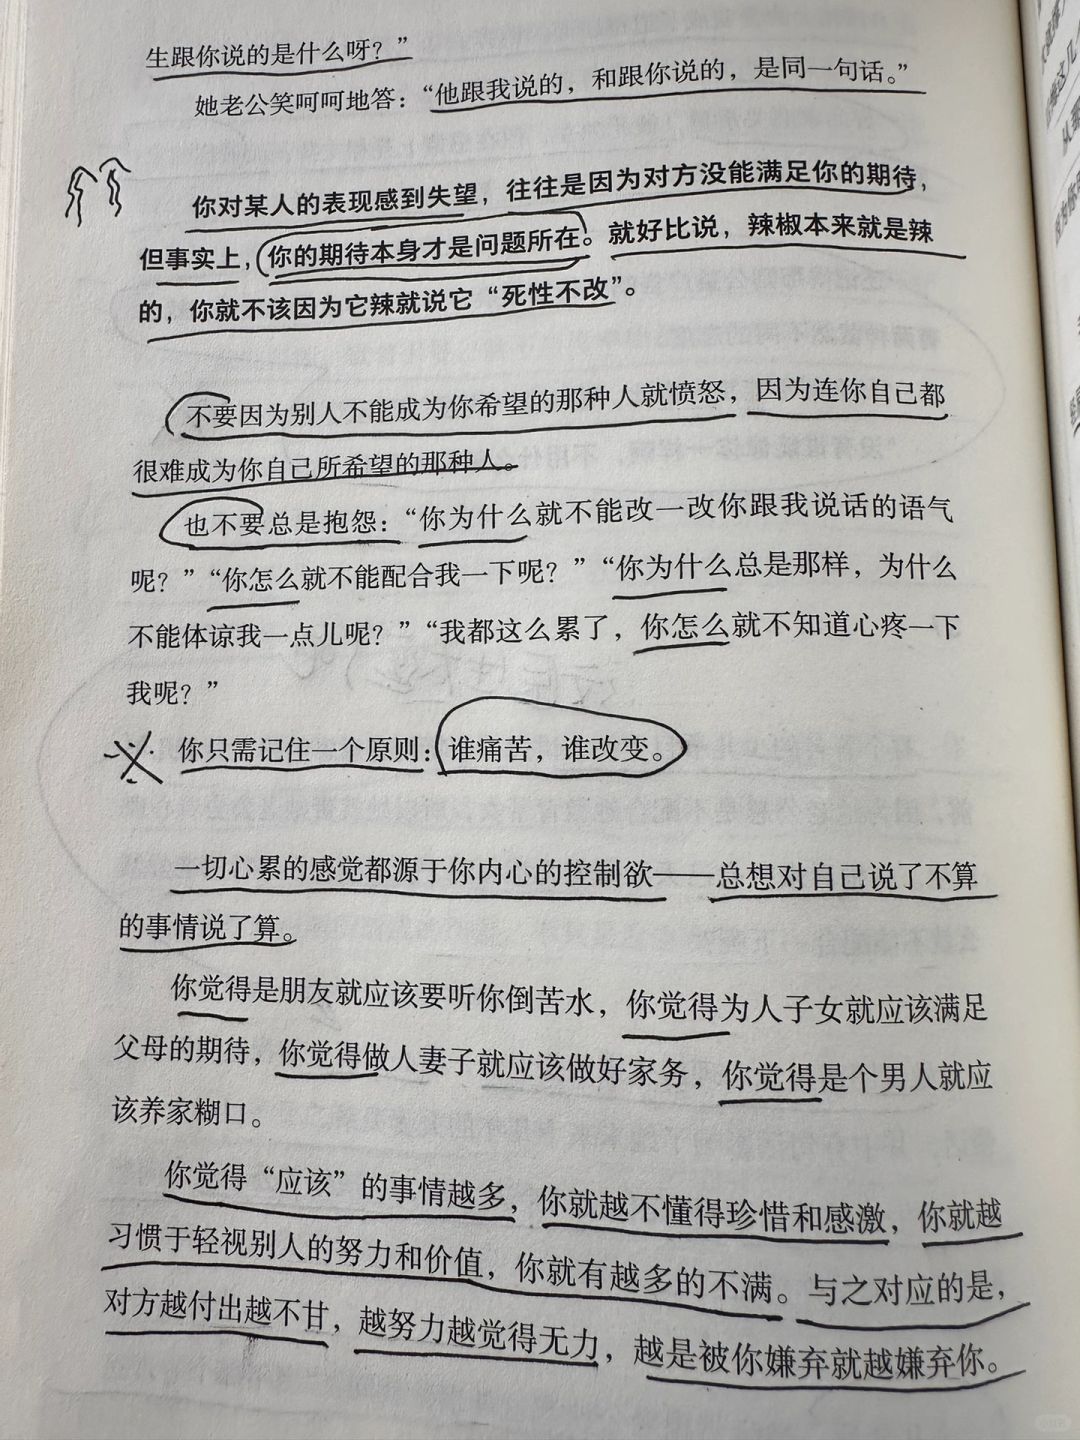 生跟你说的是什么呀？”
她老公笑呵呵地答：“他跟我说的，和跟你说的，是同一句话。”
你对某人的表现感到失望，往往是因为对方没能满足你的期待，
但事实上，你的期待本身才是问题所在。就好比说，辣椒本来就是辣
的，你就不该因为它辣就说它“死性不改”。
不要因为别人不能成为你希望的那种人就愤怒，因为连你自己都
很难成为你自己所希望的那种人。
也不要总是抱怨：“你为什么就不能改一改你跟我说话的语气
呢？”“你怎么就不能配合我一下呢？”“你为什么总是那样，为什么
不能体谅我一点儿呢？”“我都这么累了，你怎么就不知道心疼一下
我呢？”
你只需记住一个原则：谁痛苦，谁改变。
一切心累的感觉都源于你内心的控制欲——总想对自己说了不算
的事情说了算。
你觉得是朋友就应该要听你倒苦水，你觉得为人子女就应该满足
父母的期待，你觉得做人妻子就应该做好家务，你觉得是个男人就应
该养家糊口。
你觉得“应该”的事情越多，你就越不懂得珍惜和感激，你就越
习惯于轻视别人的努力和价值，你就有越多的不满。与之对应的是，
对方越付出越不甘，越努力越觉得无力，越是被你嫌弃就越嫌弃你。